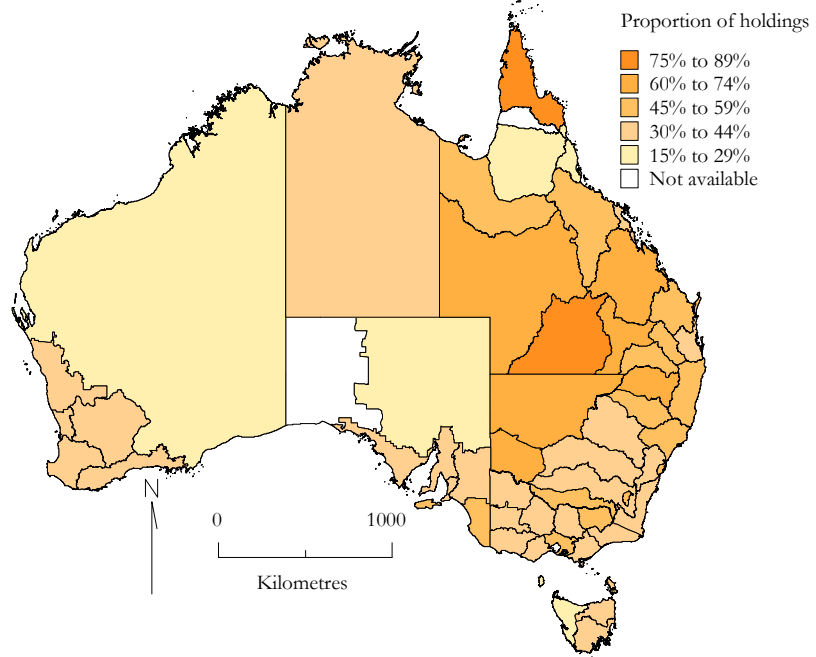 Proportion of holdings
75% to 89%
60% to 74%
45% to 59%
30% to 44%
15% to 29%
Not available
N
0 1000
Kilometres